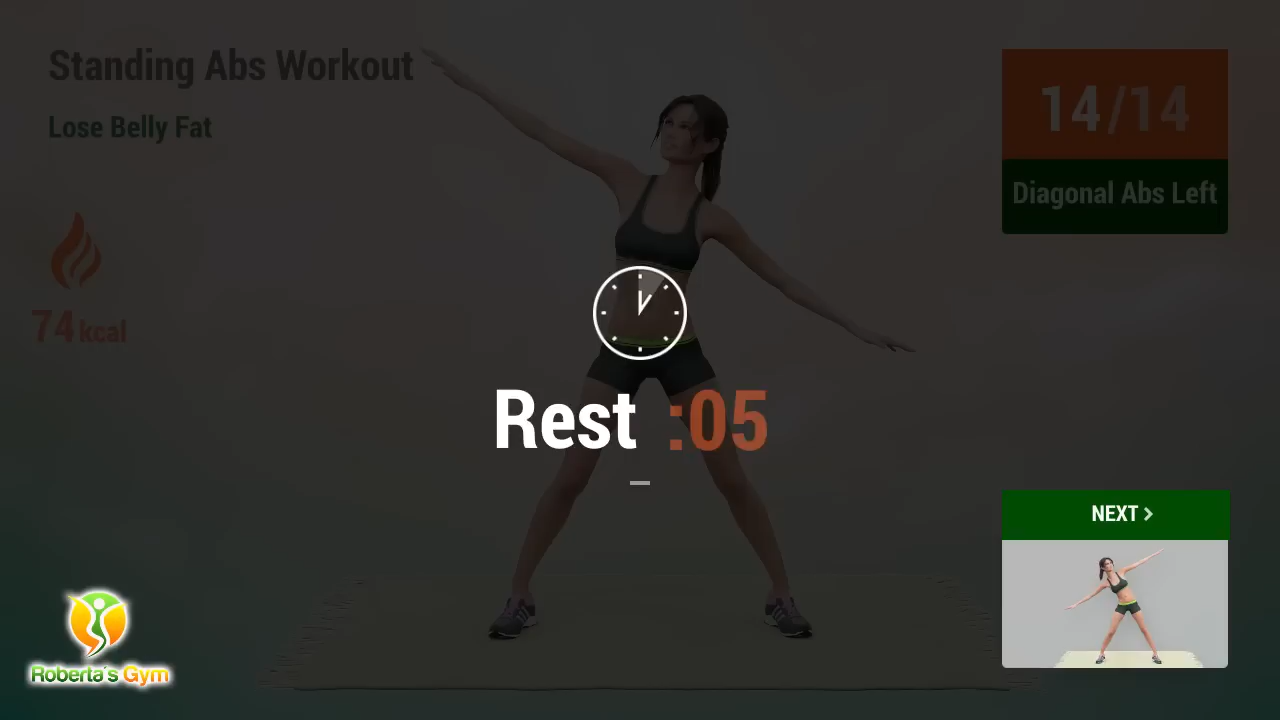 Standing Abs Workout
Lose Belly Fat
14/14
Diagonal Abs Left
74 kcal
Rest :05
NEXT >
Roberta's Gym